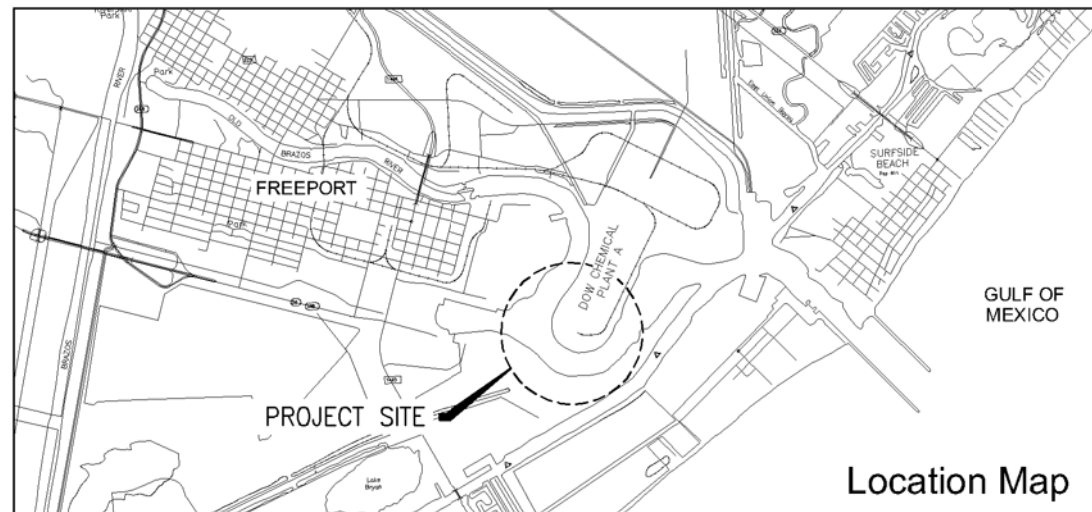 Park
RIVER
Park
OLD
BRAZOS
RIVER
FREEPORT
Park
DOW CHEMICAL
PLANT A
SURFSIDE
BEACH
GULF OF
MEXICO
BRAZOS
PROJECT SITE
Lake
Bryan
Location Map